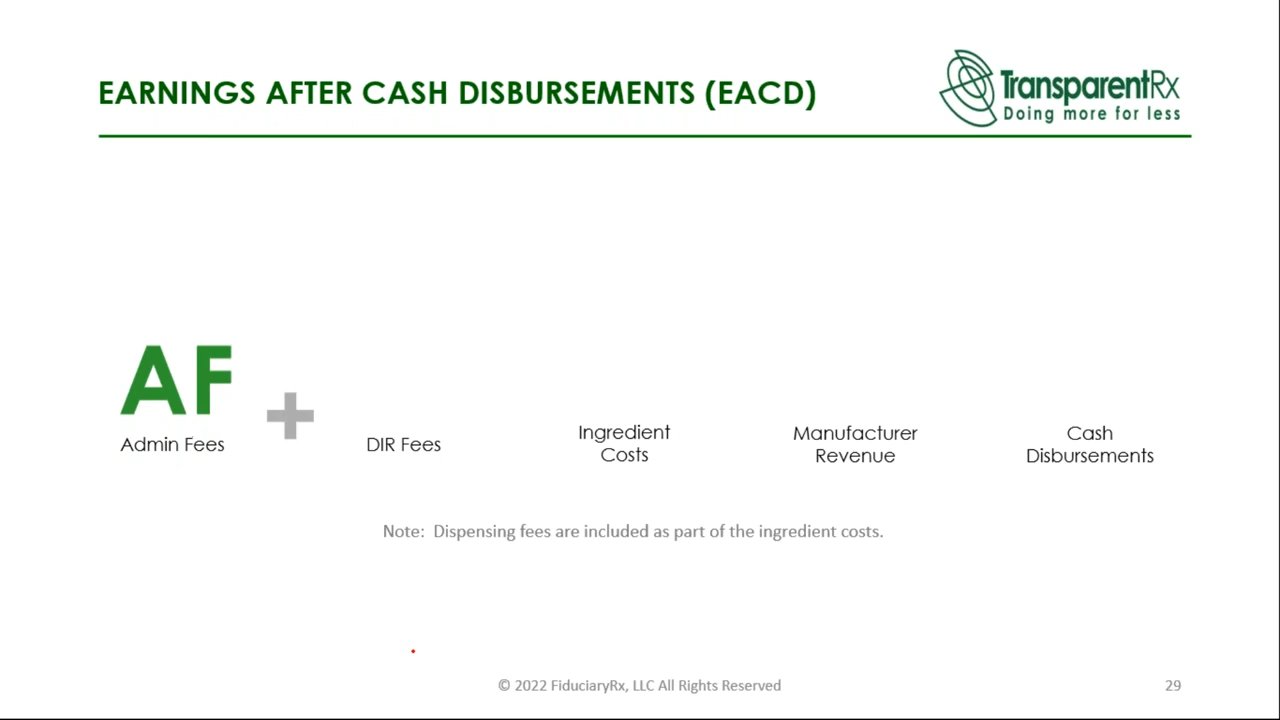 EARNINGS AFTER CASH DISBURSEMENTS (EACD)
TransparentRx
Doing more for less
AF
+
Admin Fees
DIR Fees
Ingredient
Costs
Manufacturer
Revenue
Cash
Disbursements
Note: Dispensing fees are included as part of the ingredient costs.
© 2022 FiduciaryRx, LLC All Rights Reserved
29